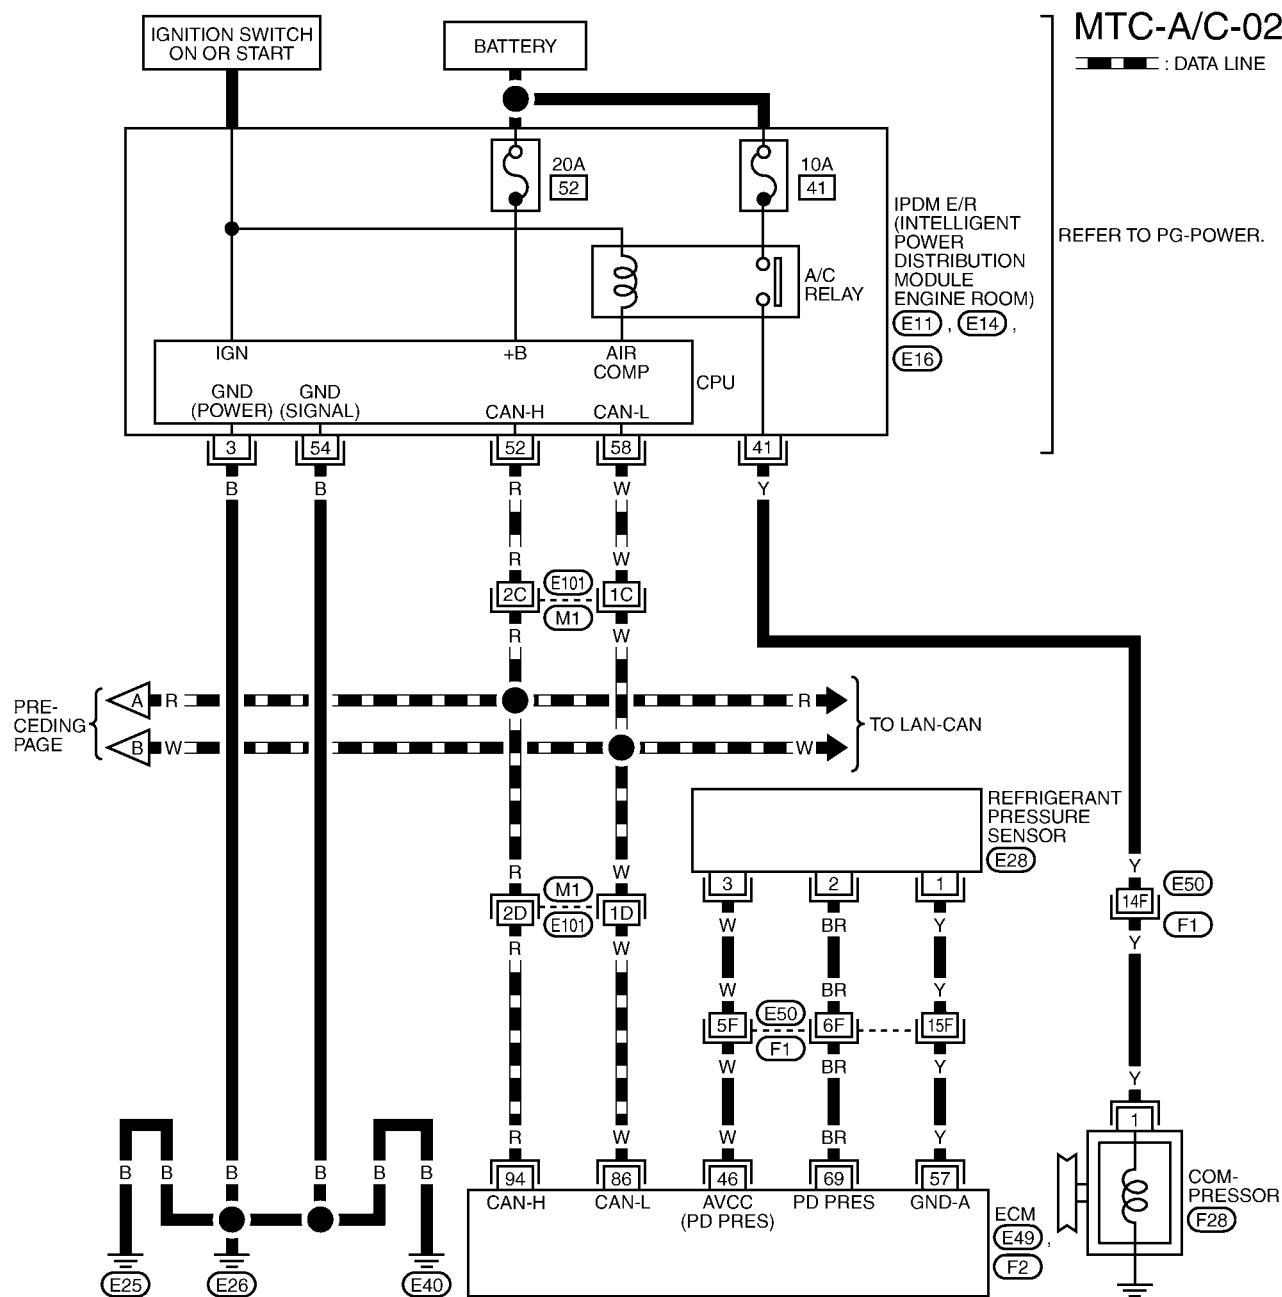 MTC-A/C-02
: DATA LINE
IGNITION SWITCH
ON OR START
BATTERY
20A
52
10A
41
IPDM E/R
(INTELLIGENT
POWER
DISTRIBUTION
MODULE
ENGINE ROOM)
E11 , E14 ,
E16
REFER TO PG-POWER.
A/C
RELAY
IGN
+B
AIR
COMP
CPU
GND
(POWER)
GND
(SIGNAL)
CAN-H
CAN-L
3
54
52
58
41
B
B
R
W
Y
R
W
2C
E101
M1
1C
R
W
PRE-
CEDING
PAGE
A
R
R
B
W
W
TO LAN-CAN
REFRIGERANT
PRESSURE
SENSOR
E28
3
2
1
R
W
2D
M1
E101
1D
R
W
W
BR
Y
W
BR
Y
5F
E50
F1
6F
15F
W
BR
Y
Y
14F
E50
F1
Y
Y
1
R
W
W
BR
Y
B
B
B
B
B
B
94
86
46
69
57
CAN-H
CAN-L
AVCC
(PD PRES)
PD PRES
GND-A
ECM
E49 ,
F2
COM-
PRESSOR
F28
E25
E26
E40